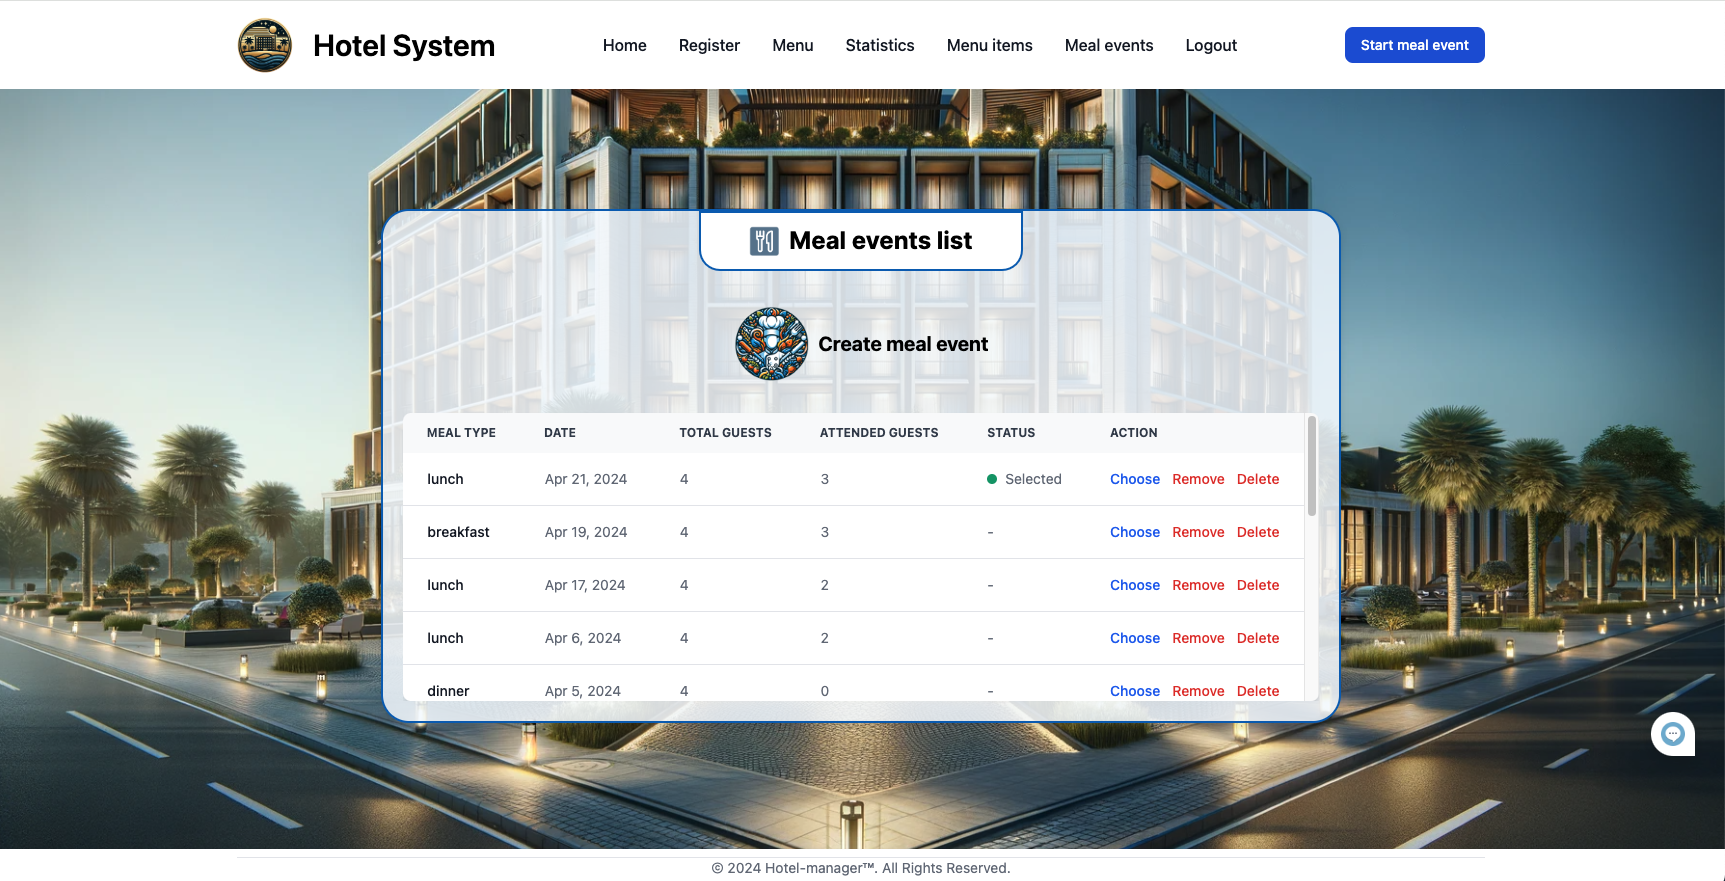 Hotel System
Home Register Menu Statistics Menu items Meal events Logout
Start meal event
Meal events list
Create meal event
MEAL TYPE DATE TOTAL GUESTS ATTENDED GUESTS STATUS ACTION
lunch Apr 21, 2024 4 3 Selected Choose Remove Delete
breakfast Apr 19, 2024 4 3 - Choose Remove Delete
lunch Apr 17, 2024 4 2 - Choose Remove Delete
lunch Apr 6, 2024 4 2 - Choose Remove Delete
dinner Apr 5, 2024 4 0 - Choose Remove Delete
© 2024 Hotel-manager™. All Rights Reserved.